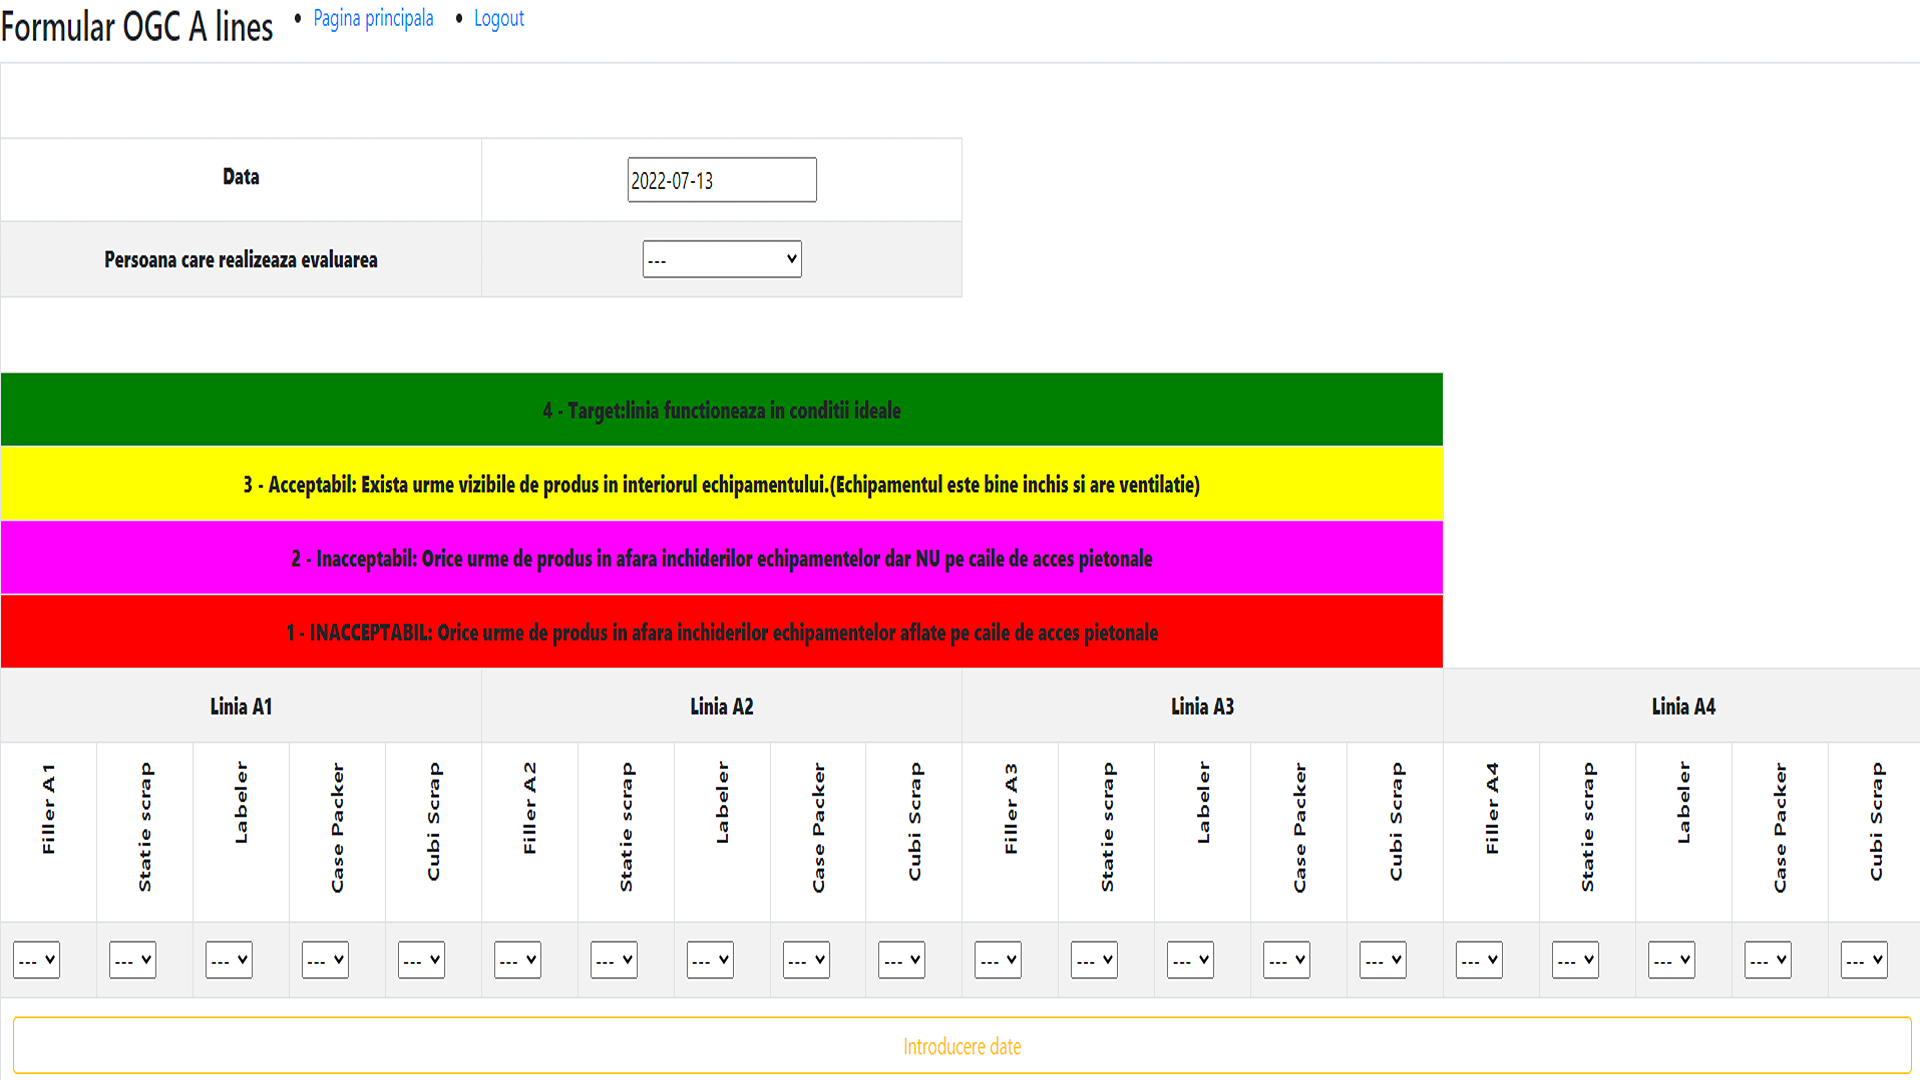 Formular OGC A lines
• Pagina principala • Logout
Data
2022-07-13
Persoana care realizeaza evaluarea
---
4 - Target:linia functioneaza in conditii ideale
3 - Acceptabil: Exista urme vizibile de produs in interiorul echipamentului.(Echipamentul este bine inchis si are ventilatie)
2 - Inacceptabil: Orice urme de produs in afara inchiderilor echipamentelor dar NU pe caile de acces pietonale
1 - INACCEPTABIL: Orice urme de produs in afara inchiderilor echipamentelor aflate pe caile de acces pietonale
Linia A1
Linia A2
Linia A3
Linia A4
Filler A1
Statie scrap
Labeler
Case Packer
Cubi Scrap
Filler A2
Statie scrap
Labeler
Case Packer
Cubi Scrap
Filler A3
Statie scrap
Labeler
Case Packer
Cubi Scrap
Filler A4
Statie scrap
Labeler
Case Packer
Cubi Scrap
--- --- --- --- --- --- --- --- --- --- --- --- --- --- --- --- --- --- --- ---
Introducere date